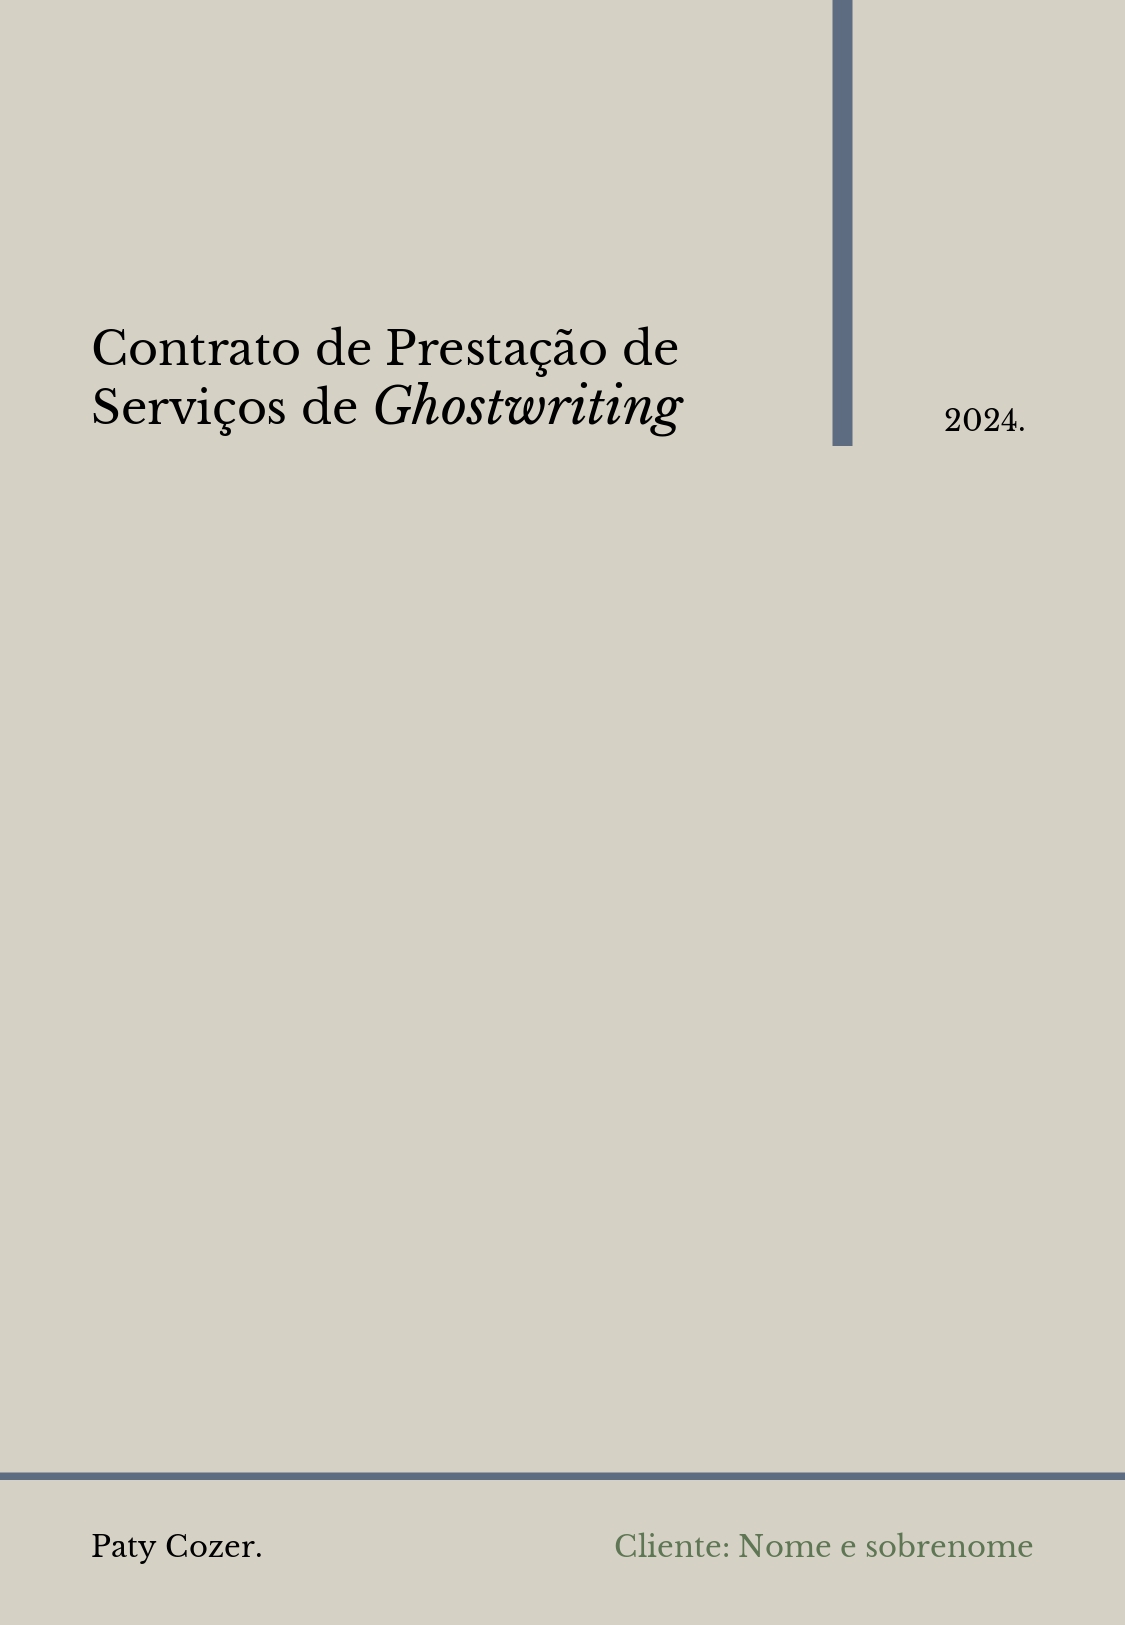 Contrato de Prestação de
Serviços de Ghostwriting
2024.
Paty Cozer.
Cliente: Nome e sobrenome